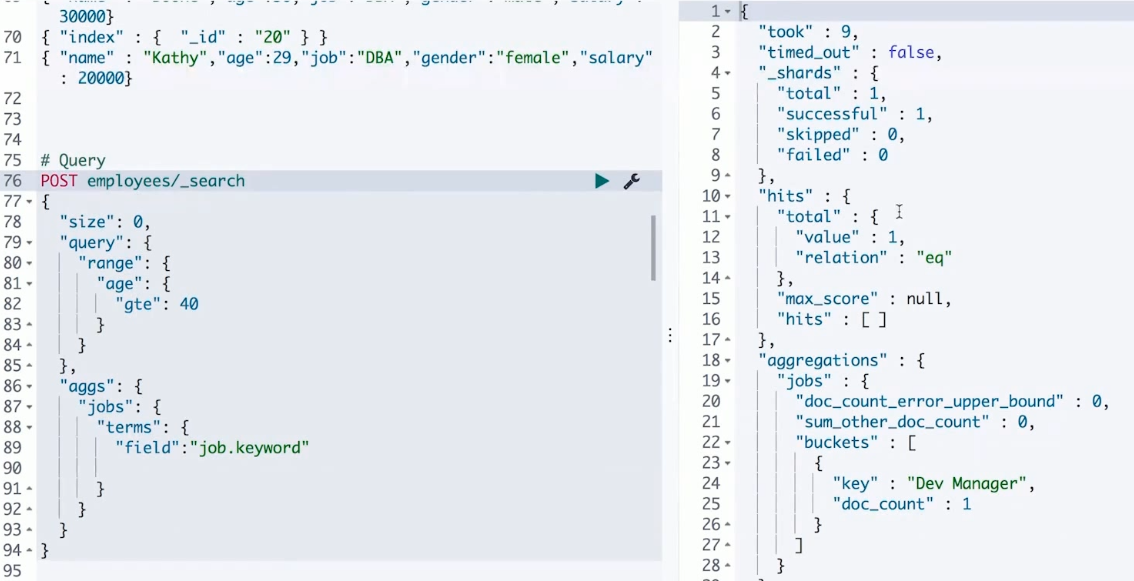 30000}
70 { "index" : { "_id" : "20" } }
71 { "name" : "Kathy","age":29,"job":"DBA","gender":"female","salary"
: 20000}
72
73
74
75 # Query
76 POST employees/_search
77 {
78 "size": 0,
79 "query": {
80 "range": {
81 "age": {
82 "gte": 40
83 }
84 }
85 },
86 "aggs": {
87 "jobs": {
88 "terms": {
89 "field":"job.keyword"
90
91 }
92 }
93 }
94 }
95
1 {
2 "took" : 9,
3 "timed_out" : false,
4 "_shards" : {
5 "total" : 1,
6 "successful" : 1,
7 "skipped" : 0,
8 "failed" : 0
9 },
10 "hits" : {
11 "total" : {
12 "value" : 1,
13 "relation" : "eq"
14 },
15 "max_score" : null,
16 "hits" : [ ]
17 },
18 "aggregations" : {
19 "jobs" : {
20 "doc_count_error_upper_bound" : 0,
21 "sum_other_doc_count" : 0,
22 "buckets" : [
23 {
24 "key" : "Dev Manager",
25 "doc_count" : 1
26 }
27 ]
28 }